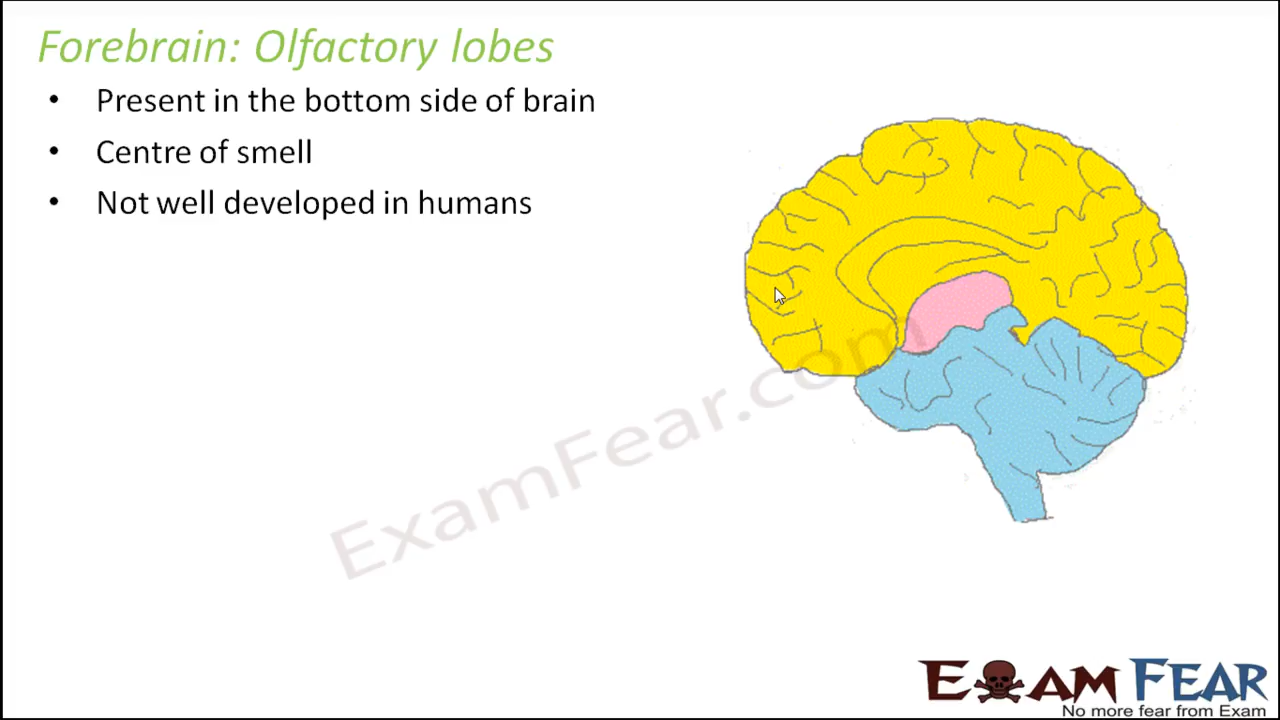 Forebrain: Olfactory lobes
• Present in the bottom side of brain
• Centre of smell
• Not well developed in humans
ExamFear.com
EXAM FEAR
No more fear from Exam